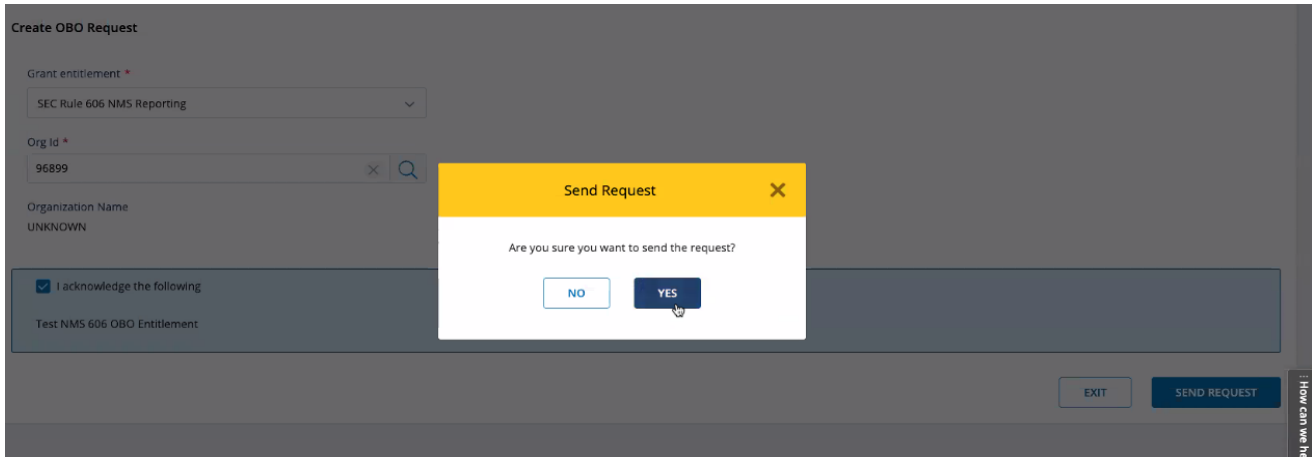 Create OBO Request
Grant entitlement *
SEC Rule 606 NMS Reporting
Org Id *
96899
Organization Name
UNKNOWN
Send Request
Are you sure you want to send the request?
NO
YES
I acknowledge the following
Test NMS 606 OBO Entitlement
EXIT
SEND REQUEST
How can we he